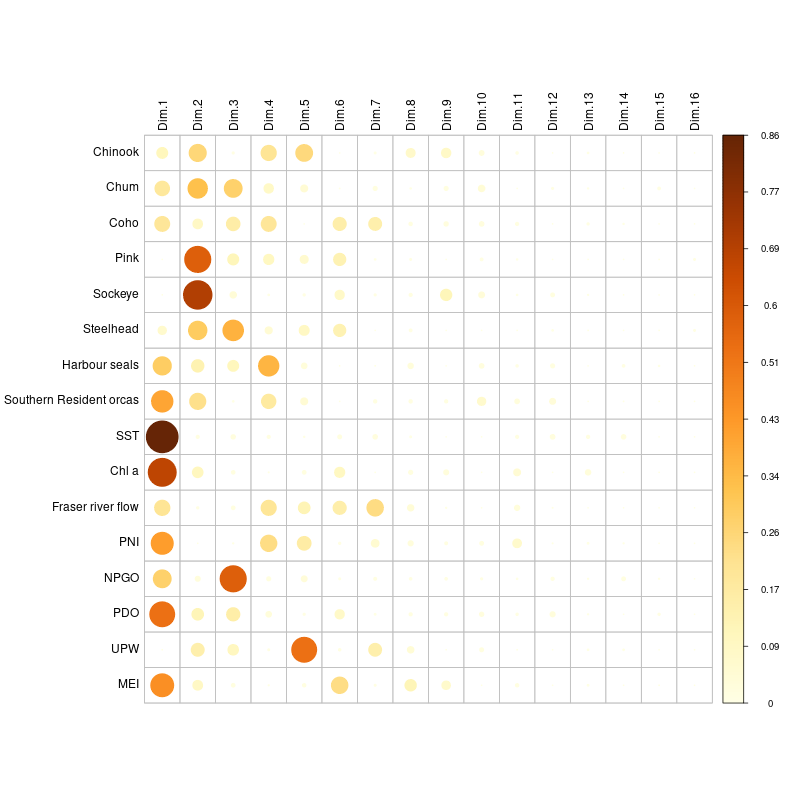 Dim.1 Dim.2 Dim.3 Dim.4 Dim.5 Dim.6 Dim.7 Dim.8 Dim.9 Dim.10 Dim.11 Dim.12 Dim.13 Dim.14 Dim.15 Dim.16
Chinook
Chum
Coho
Pink
Sockeye
Steelhead
Harbour seals
Southern Resident orcas
SST
Chl a
Fraser river flow
PNI
NPGO
PDO
UPW
MEI
0.86
0.77
0.69
0.6
0.51
0.43
0.34
0.26
0.17
0.09
0